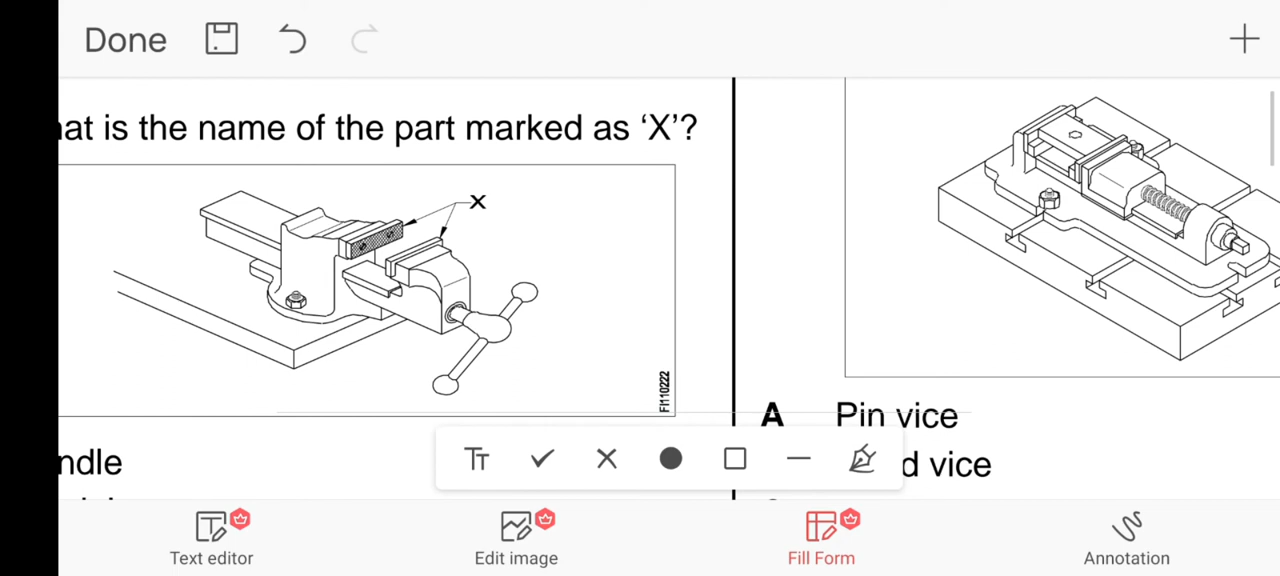 Done
at is the name of the part marked as ‘X’?
X
FI110222
ndle
A Pin vice
d vice
Text editor
Edit image
Fill Form
Annotation